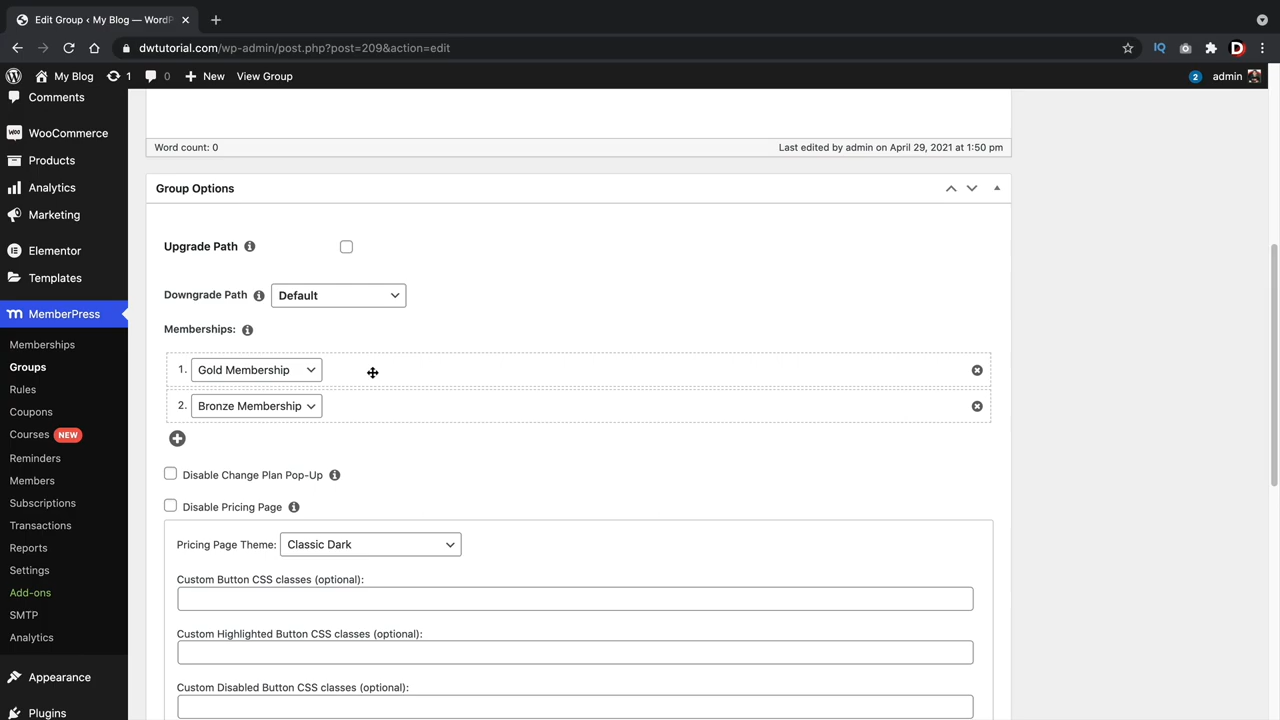 Edit Group ‹ My Blog — WordP
dwtutorial.com/wp-admin/post.php?post=209&action=edit
IQ
D
My Blog
1
0
New
View Group
2
admin
Comments
WooCommerce
Products
Analytics
Marketing
Elementor
Templates
MemberPress
Memberships
Groups
Rules
Coupons
Courses NEW
Reminders
Members
Subscriptions
Transactions
Reports
Settings
Add-ons
SMTP
Analytics
Appearance
Plugins
Word count: 0
Last edited by admin on April 29, 2021 at 1:50 pm
Group Options
Upgrade Path
Downgrade Path
Default
Memberships:
1. Gold Membership
2. Bronze Membership
Disable Change Plan Pop-Up
Disable Pricing Page
Pricing Page Theme: Classic Dark
Custom Button CSS classes (optional):
Custom Highlighted Button CSS classes (optional):
Custom Disabled Button CSS classes (optional):